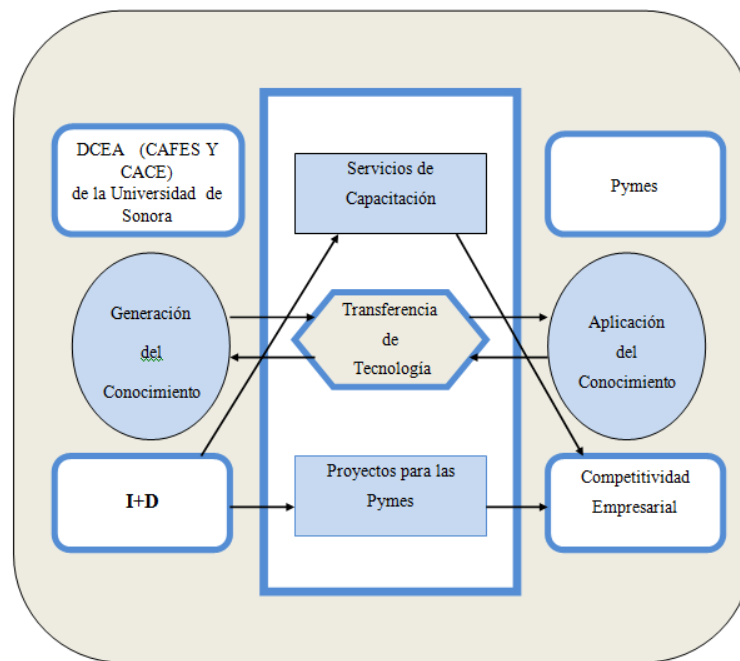 DCEA (CAFES Y
CACE)
de la Universidad de
Sonora
Servicios de
Capacitación
Pymes
Generación
del
Conocimiento
Transferencia
de
Tecnología
Aplicación
del
Conocimiento
I+D
Proyectos para las
Pymes
Competitividad
Empresarial